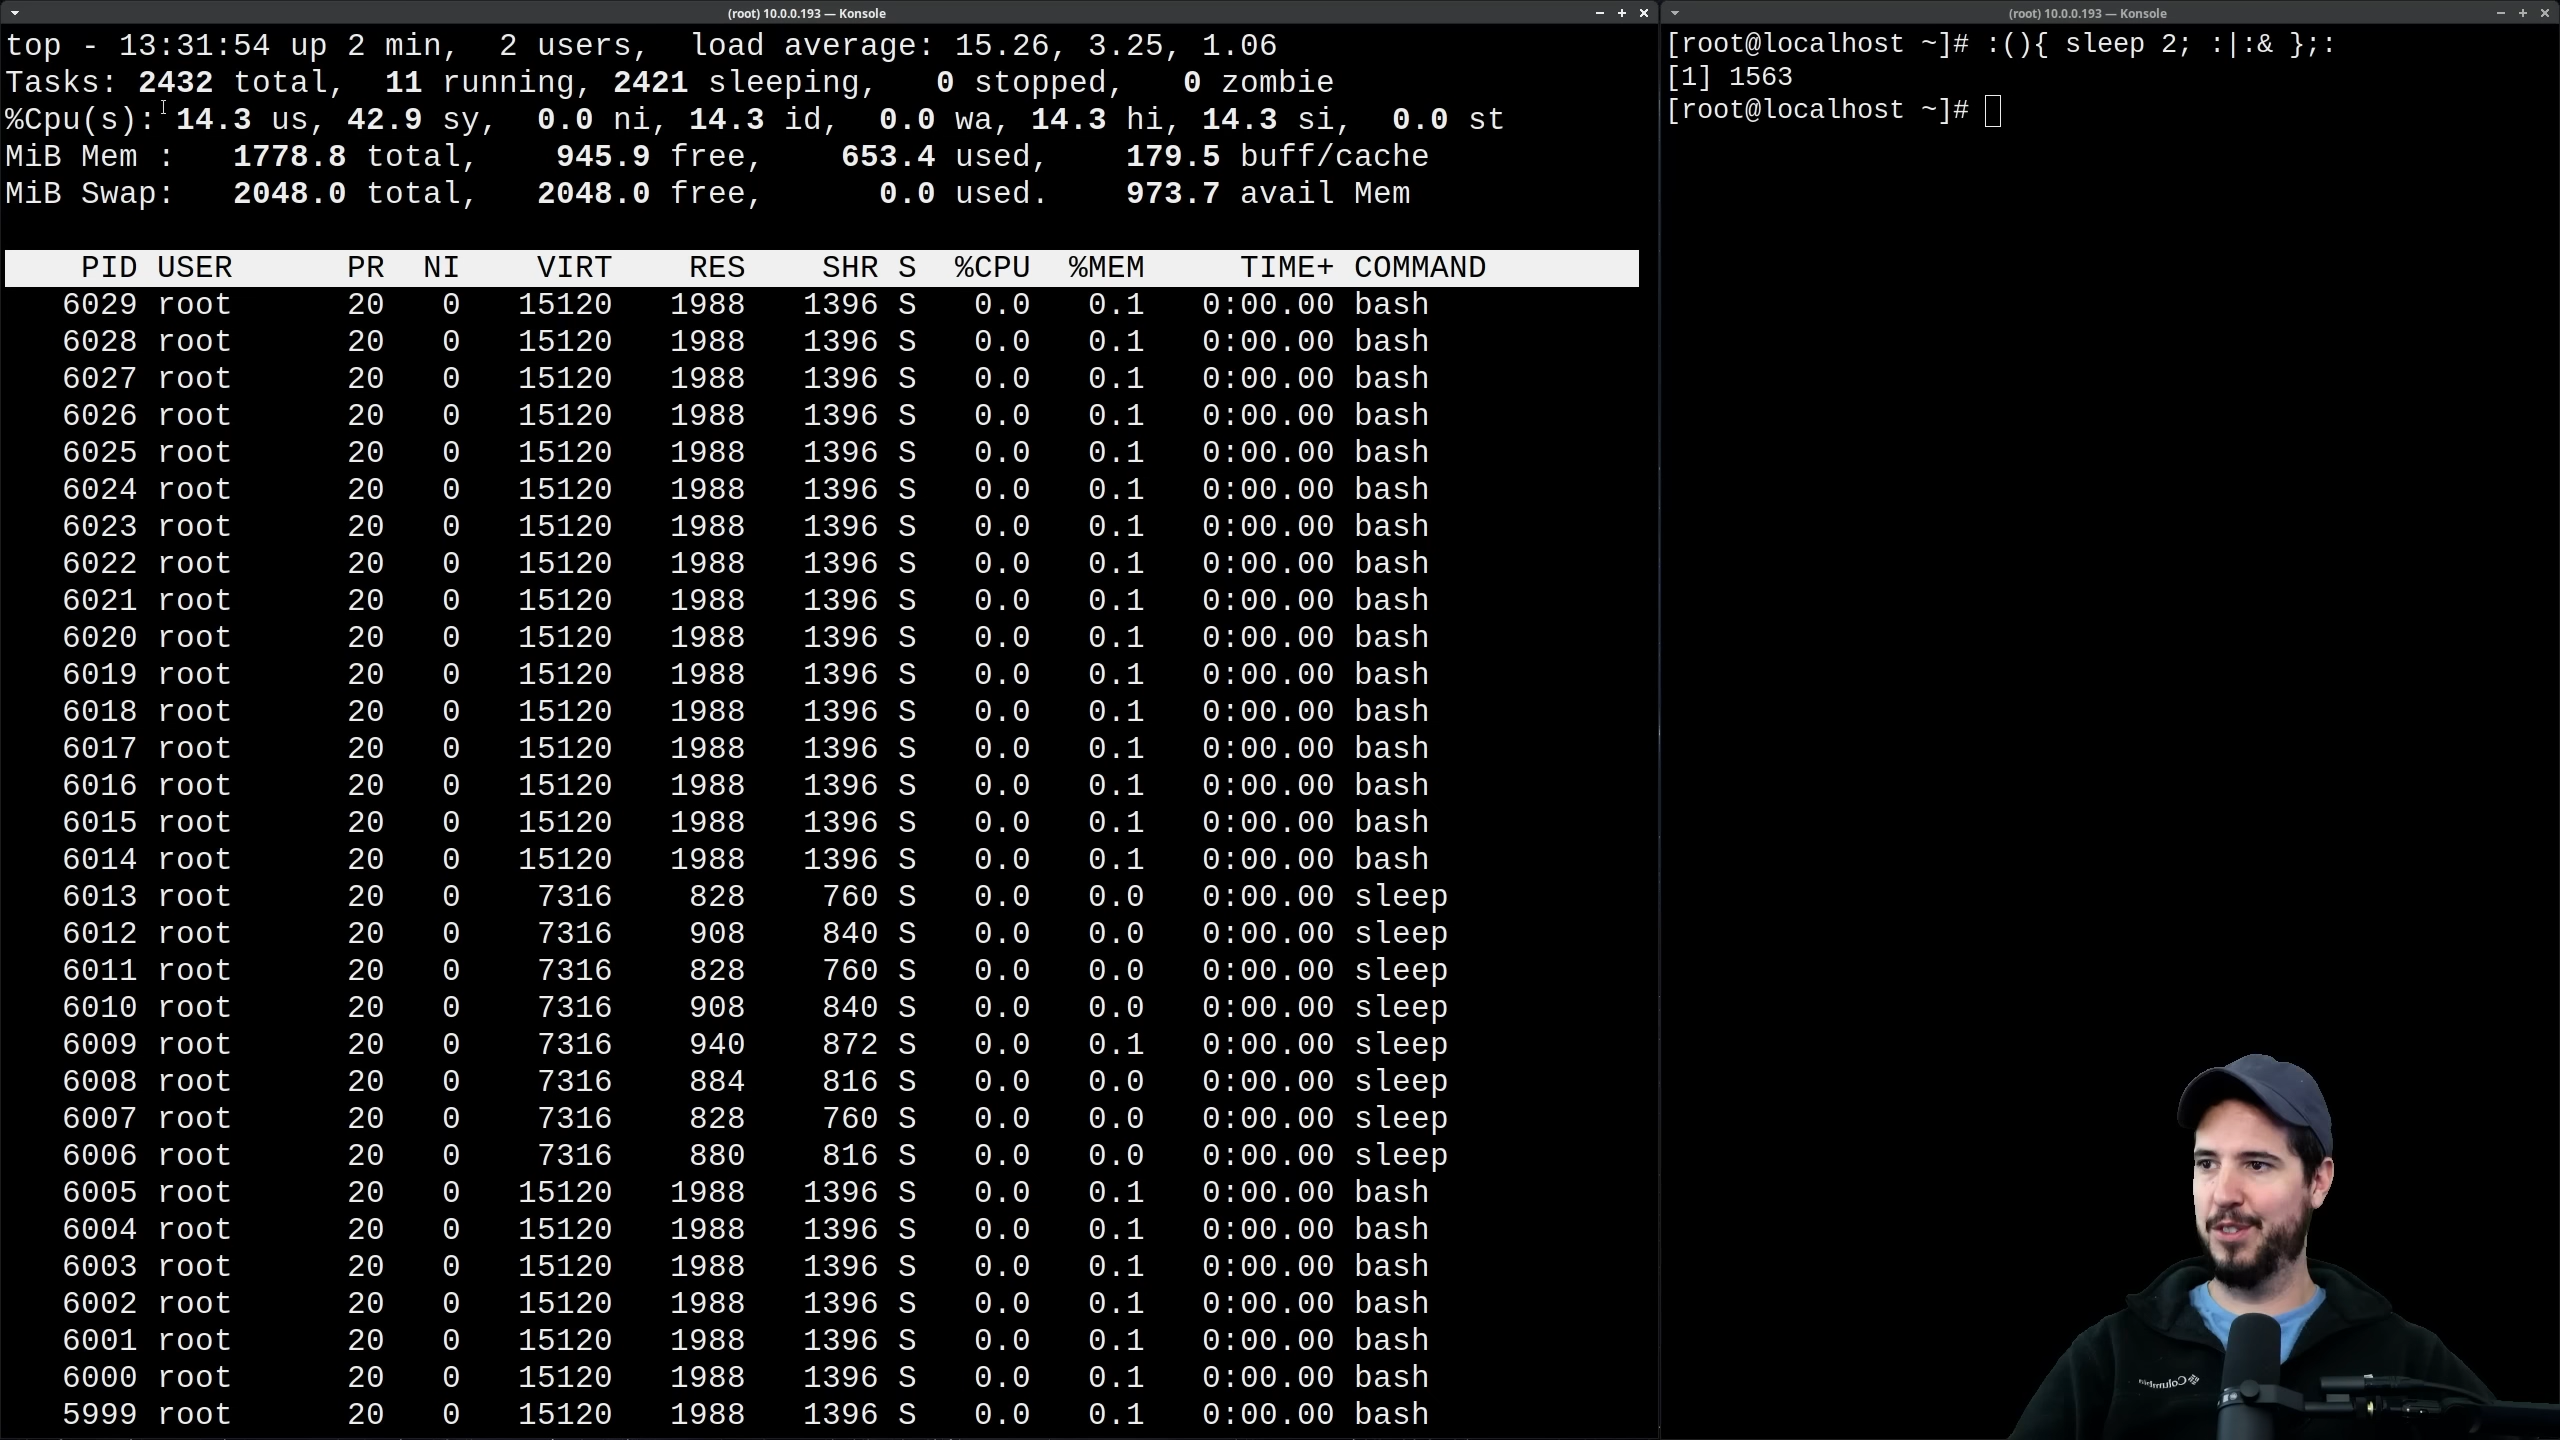 (root) 10.0.0.193 — Konsole
top - 13:31:54 up 2 min,  2 users,  load average: 15.26, 3.25, 1.06
Tasks: 2432 total,  11 running, 2421 sleeping,   0 stopped,   0 zombie
%Cpu(s): 14.3 us, 42.9 sy,  0.0 ni, 14.3 id,  0.0 wa, 14.3 hi, 14.3 si,  0.0 st
MiB Mem :   1778.8 total,    945.9 free,    653.4 used,    179.5 buff/cache
MiB Swap:   2048.0 total,   2048.0 free,      0.0 used.    973.7 avail Mem
PID USER      PR  NI    VIRT    RES    SHR S  %CPU  %MEM     TIME+ COMMAND
6029 root      20   0   15120   1988   1396 S   0.0   0.1   0:00.00 bash
6028 root      20   0   15120   1988   1396 S   0.0   0.1   0:00.00 bash
6027 root      20   0   15120   1988   1396 S   0.0   0.1   0:00.00 bash
6026 root      20   0   15120   1988   1396 S   0.0   0.1   0:00.00 bash
6025 root      20   0   15120   1988   1396 S   0.0   0.1   0:00.00 bash
6024 root      20   0   15120   1988   1396 S   0.0   0.1   0:00.00 bash
6023 root      20   0   15120   1988   1396 S   0.0   0.1   0:00.00 bash
6022 root      20   0   15120   1988   1396 S   0.0   0.1   0:00.00 bash
6021 root      20   0   15120   1988   1396 S   0.0   0.1   0:00.00 bash
6020 root      20   0   15120   1988   1396 S   0.0   0.1   0:00.00 bash
6019 root      20   0   15120   1988   1396 S   0.0   0.1   0:00.00 bash
6018 root      20   0   15120   1988   1396 S   0.0   0.1   0:00.00 bash
6017 root      20   0   15120   1988   1396 S   0.0   0.1   0:00.00 bash
6016 root      20   0   15120   1988   1396 S   0.0   0.1   0:00.00 bash
6015 root      20   0   15120   1988   1396 S   0.0   0.1   0:00.00 bash
6014 root      20   0   15120   1988   1396 S   0.0   0.1   0:00.00 bash
6013 root      20   0    7316    828    760 S   0.0   0.0   0:00.00 sleep
6012 root      20   0    7316    908    840 S   0.0   0.0   0:00.00 sleep
6011 root      20   0    7316    828    760 S   0.0   0.0   0:00.00 sleep
6010 root      20   0    7316    908    840 S   0.0   0.0   0:00.00 sleep
6009 root      20   0    7316    940    872 S   0.0   0.1   0:00.00 sleep
6008 root      20   0    7316    884    816 S   0.0   0.0   0:00.00 sleep
6007 root      20   0    7316    828    760 S   0.0   0.0   0:00.00 sleep
6006 root      20   0    7316    880    816 S   0.0   0.0   0:00.00 sleep
6005 root      20   0   15120   1988   1396 S   0.0   0.1   0:00.00 bash
6004 root      20   0   15120   1988   1396 S   0.0   0.1   0:00.00 bash
6003 root      20   0   15120   1988   1396 S   0.0   0.1   0:00.00 bash
6002 root      20   0   15120   1988   1396 S   0.0   0.1   0:00.00 bash
6001 root      20   0   15120   1988   1396 S   0.0   0.1   0:00.00 bash
6000 root      20   0   15120   1988   1396 S   0.0   0.1   0:00.00 bash
5999 root      20   0   15120   1988   1396 S   0.0   0.1   0:00.00 bash
(root) 10.0.0.193 — Konsole
[root@localhost ~]# :(){ sleep 2; :|:& };:
[1] 1563
[root@localhost ~]#
Columbia